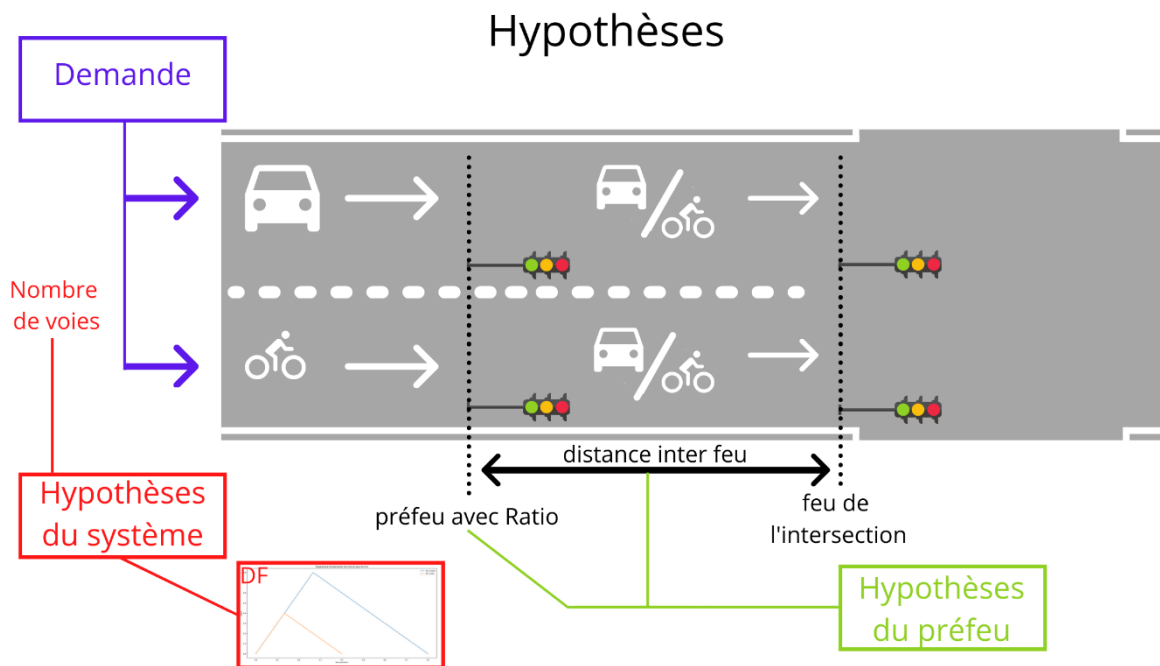 Hypothèses
Demande
Nombre
de voies
distance inter feu
préfeu avec Ratio
feu de
l'intersection
Hypothèses
du système
DF
Hypothèses
du préfeu